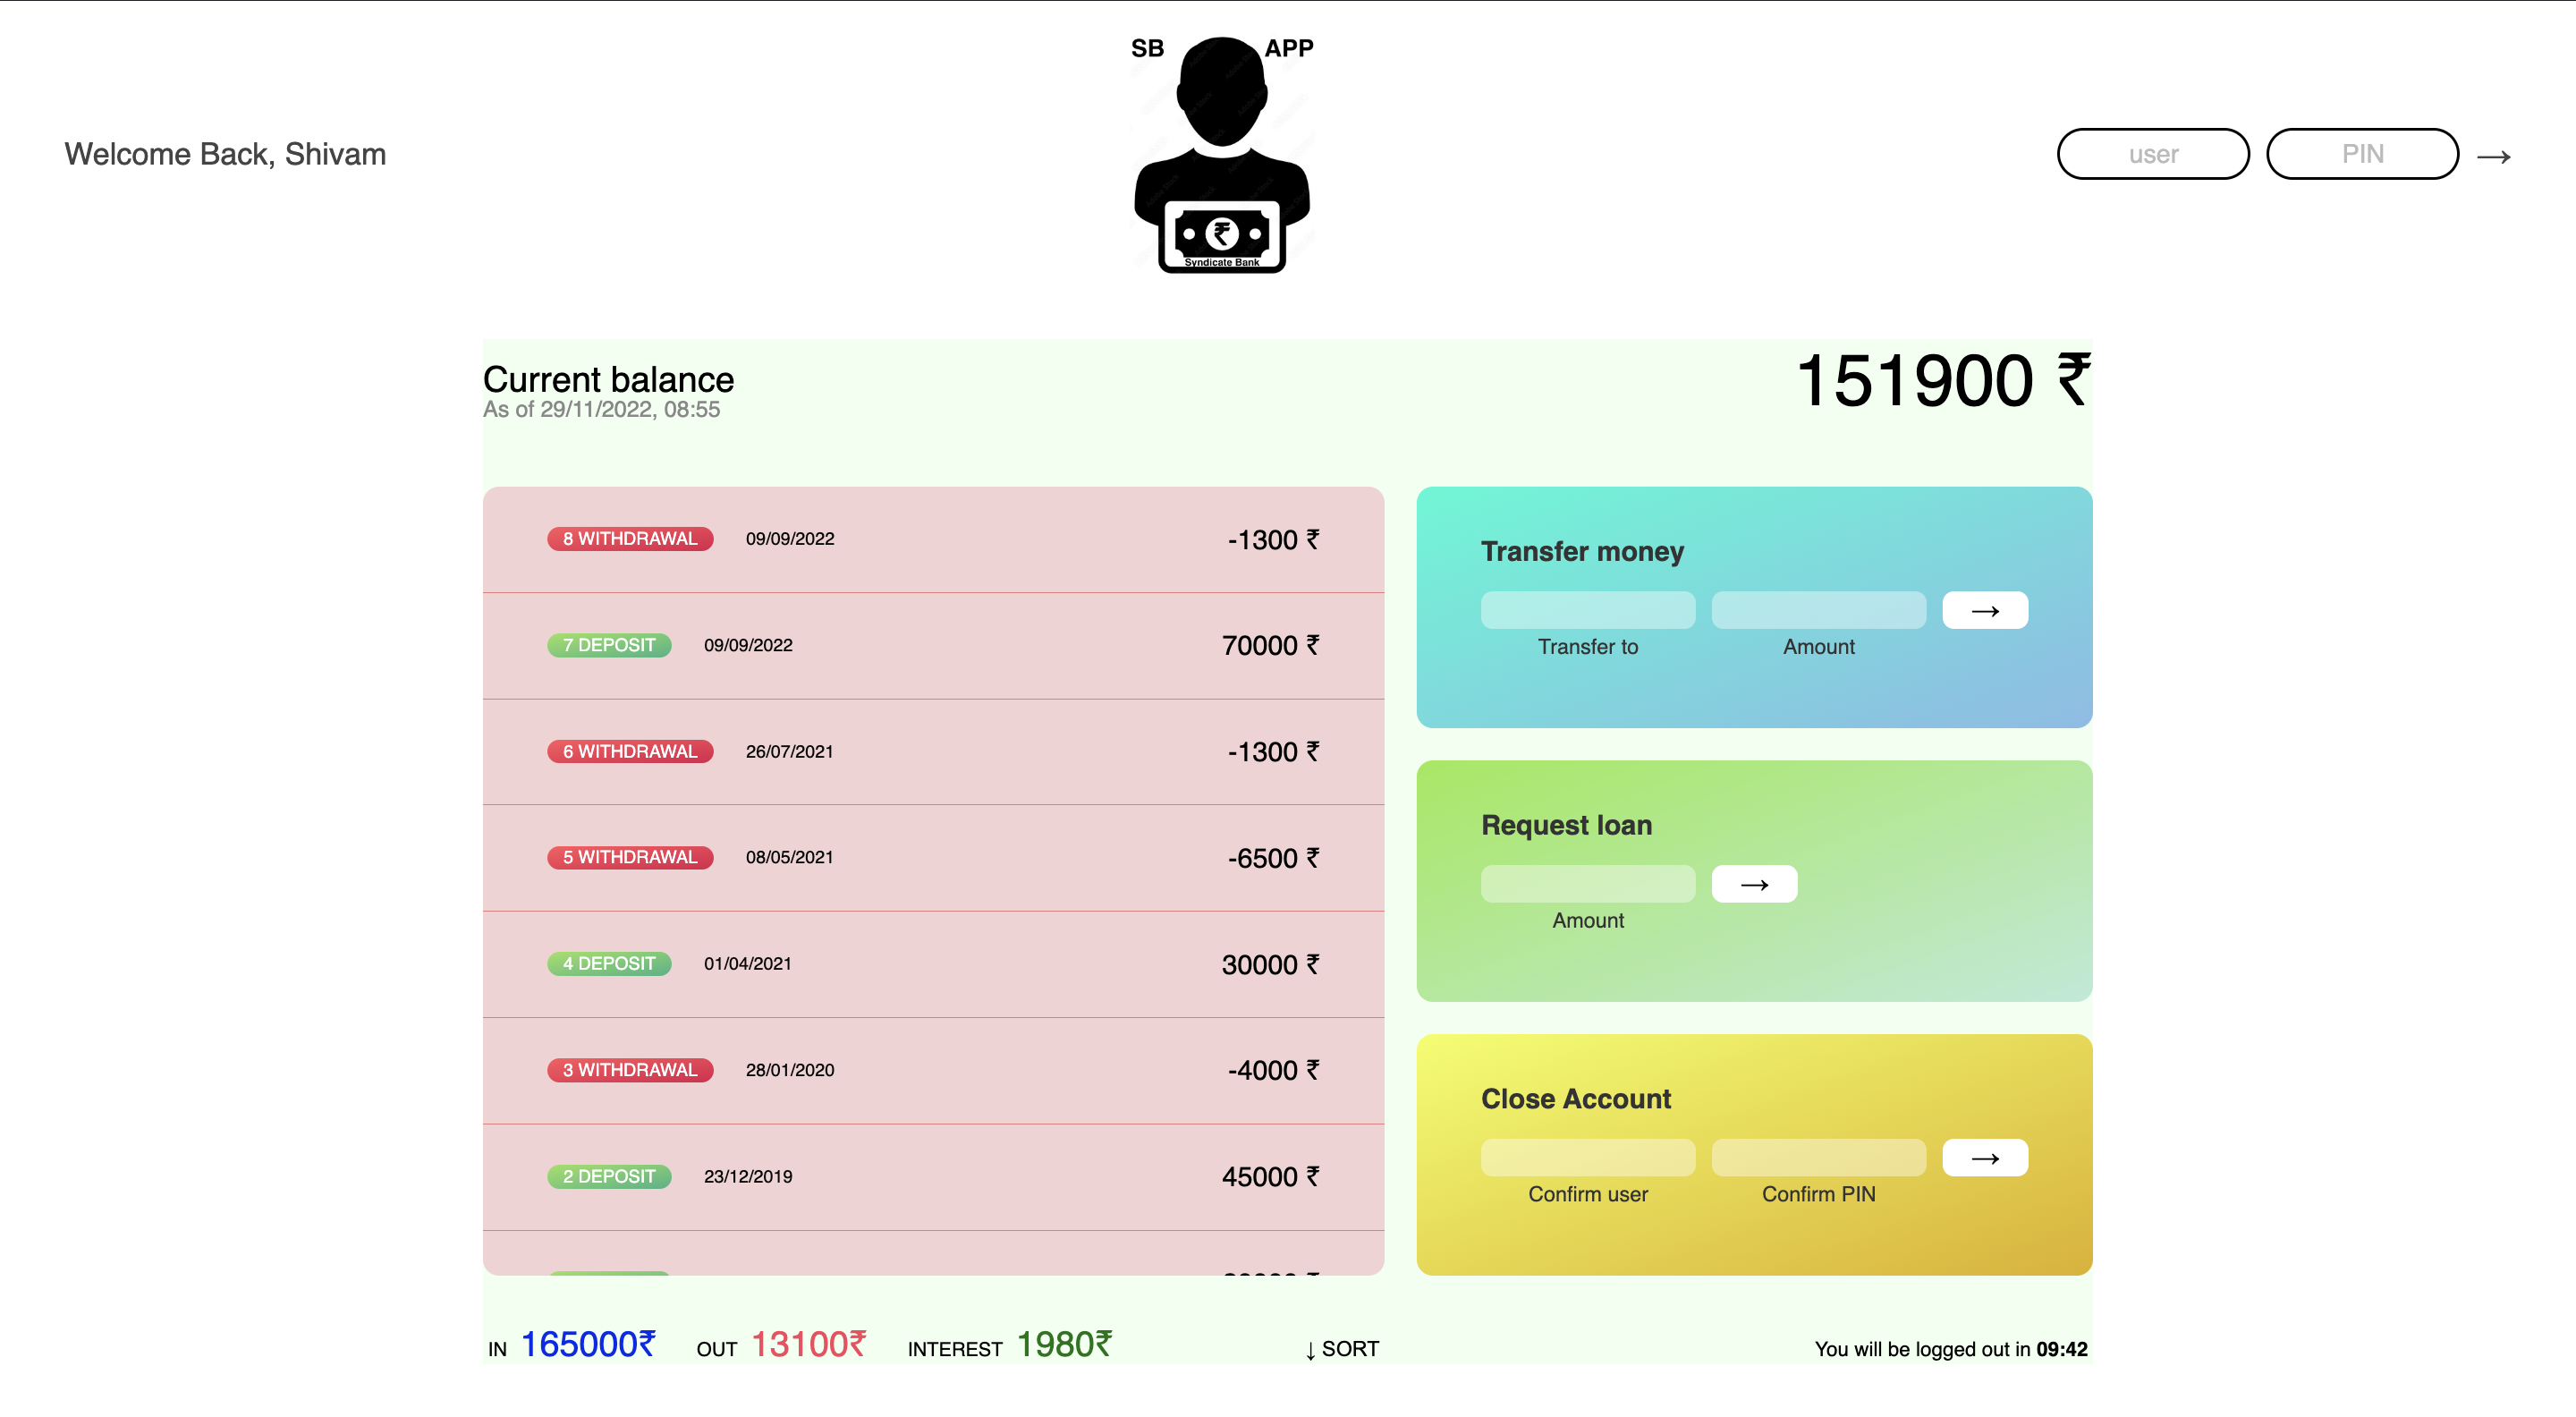 SB APP
Syndicate Bank
Welcome Back, Shivam
user PIN →
Current balance
As of 29/11/2022, 08:55
151900 ₹
8 WITHDRAWAL 09/09/2022 -1300 ₹
7 DEPOSIT 09/09/2022 70000 ₹
6 WITHDRAWAL 26/07/2021 -1300 ₹
5 WITHDRAWAL 08/05/2021 -6500 ₹
4 DEPOSIT 01/04/2021 30000 ₹
3 WITHDRAWAL 28/01/2020 -4000 ₹
2 DEPOSIT 23/12/2019 45000 ₹
Transfer money
→
Transfer to Amount
Request loan
→
Amount
Close Account
→
Confirm user Confirm PIN
IN 165000₹ OUT 13100₹ INTEREST 1980₹ ↓ SORT
You will be logged out in 09:42